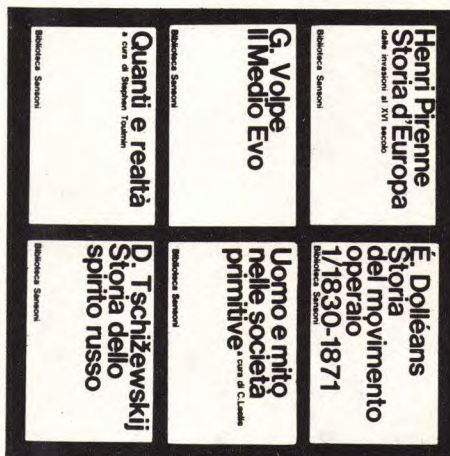 Henri Pirenne
Storia d'Europa
dalle invasioni al XVI secolo
Biblioteca Sansoni
É. Dolléans
Storia
del movimento
operaio
1/1830-1871
Biblioteca Sansoni
G. Volpe
Il Medio Evo
Biblioteca Sansoni
Uomo e mito
nelle società
primitive a cura di C. Leslie
Biblioteca Sansoni
Quanti e realtà
a cura di Stephen Toulmin
Biblioteca Sansoni
D. Tschižewskij
Storia dello
spirito russo
Biblioteca Sansoni